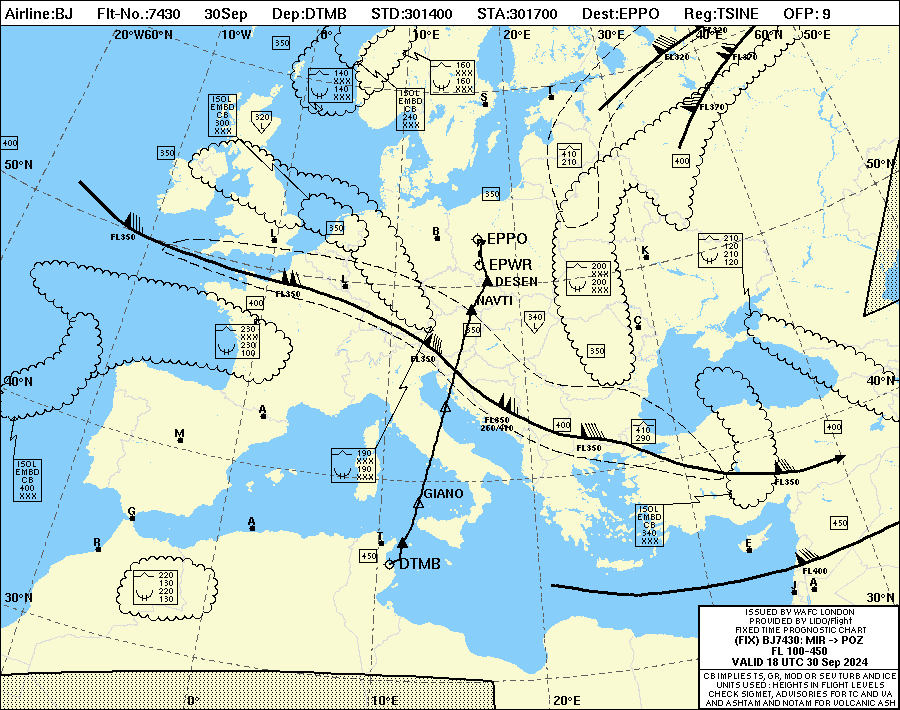 Airline:BJ Flt-No.:7430 30Sep Dep:DTMB STD:301400 STA:301700 Dest:EPPO Reg:TSINE OFP: 9
20°W60°N 10°W 0° 10°E 20°E 30°E 40°E 60°N 50°E
350
140
XXX
140
XXX
160
XXX
160
XXX
FL320
FL320
FL370
FL370
ISOL
EMBD
CB
300
XXX
320
L
ISOL
EMBD
CB
240
XXX
S
T
400
350
410
210
400
50°N
50°N
350
350
L
B
EPPO
EPWR
DESEN
NAVTI
FL350
210
120
210
120
K
200
XXX
200
XXX
L
FL350
400
340
L
350
C
230
XXX
230
100
FL350
350
40°N
40°N
A
M
FL350
260/410
400
410
290
FL350
400
190
XXX
190
XXX
ISOL
EMBD
CB
400
XXX
FL350
GIANO
G
A
R
T
450
DTMB
ISOL
EMBD
CB
340
XXX
E
450
FL400
J
A
220
130
220
130
30°N
30°N
ISSUED BY WAFC LONDON
PROVIDED BY LIDO/Flight
FIXED TIME PROGNOSTIC CHART
(FIX) BJ7430: MIR -> POZ
FL 100-450
VALID 18 UTC 30 Sep 2024
CB IMPLIES TS, GR, MOD OR SEV TURB AND ICE
UNITS USED : HEIGHTS IN FLIGHT LEVELS
CHECK SIGMET, ADVISORIES FOR TC AND VA
AND ASHTAM AND NOTAM FOR VOLCANIC ASH
0° 10°E 20°E